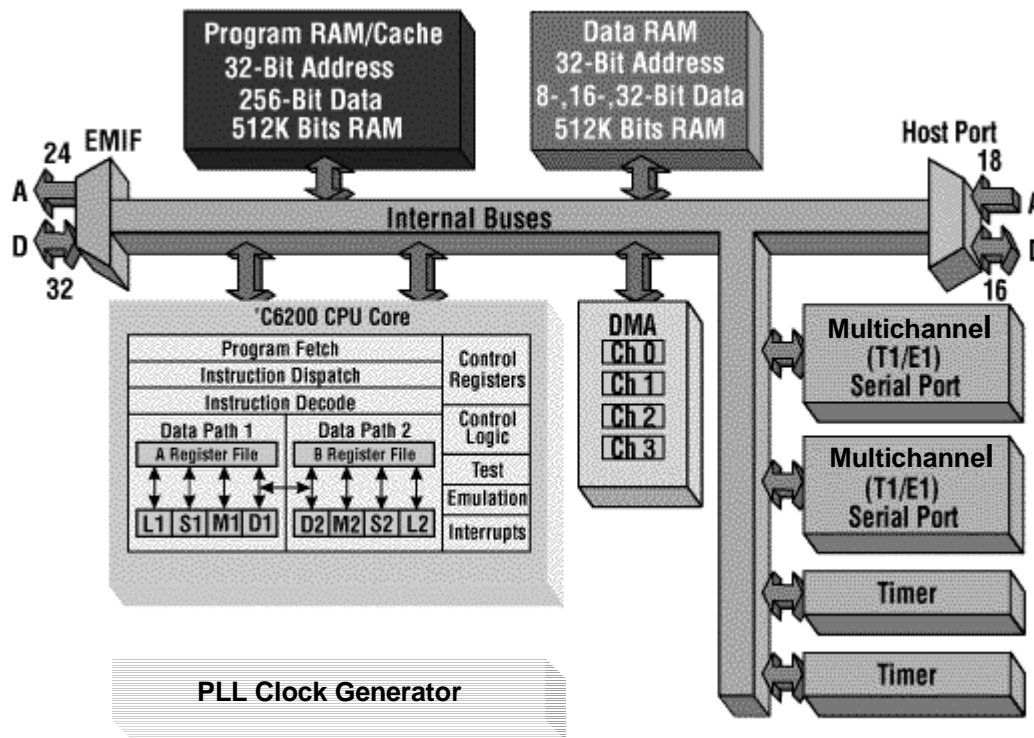 Program RAM/Cache
32-Bit Address
256-Bit Data
512K Bits RAM
Data RAM
32-Bit Address
8-,16-,32-Bit Data
512K Bits RAM
EMIF
24
A
D
32
Host Port
18
A
D
16
Internal Buses
'C6200 CPU Core
Program Fetch
Instruction Dispatch
Instruction Decode
Data Path 1
A Register File
L1 S1 M1 D1
Data Path 2
B Register File
D2 M2 S2 L2
Control
Registers
Control
Logic
Test
Emulation
Interrupts
DMA
Ch 0
Ch 1
Ch 2
Ch 3
Multichannel
(T1/E1)
Serial Port
Multichannel
(T1/E1)
Serial Port
Timer
Timer
PLL Clock Generator